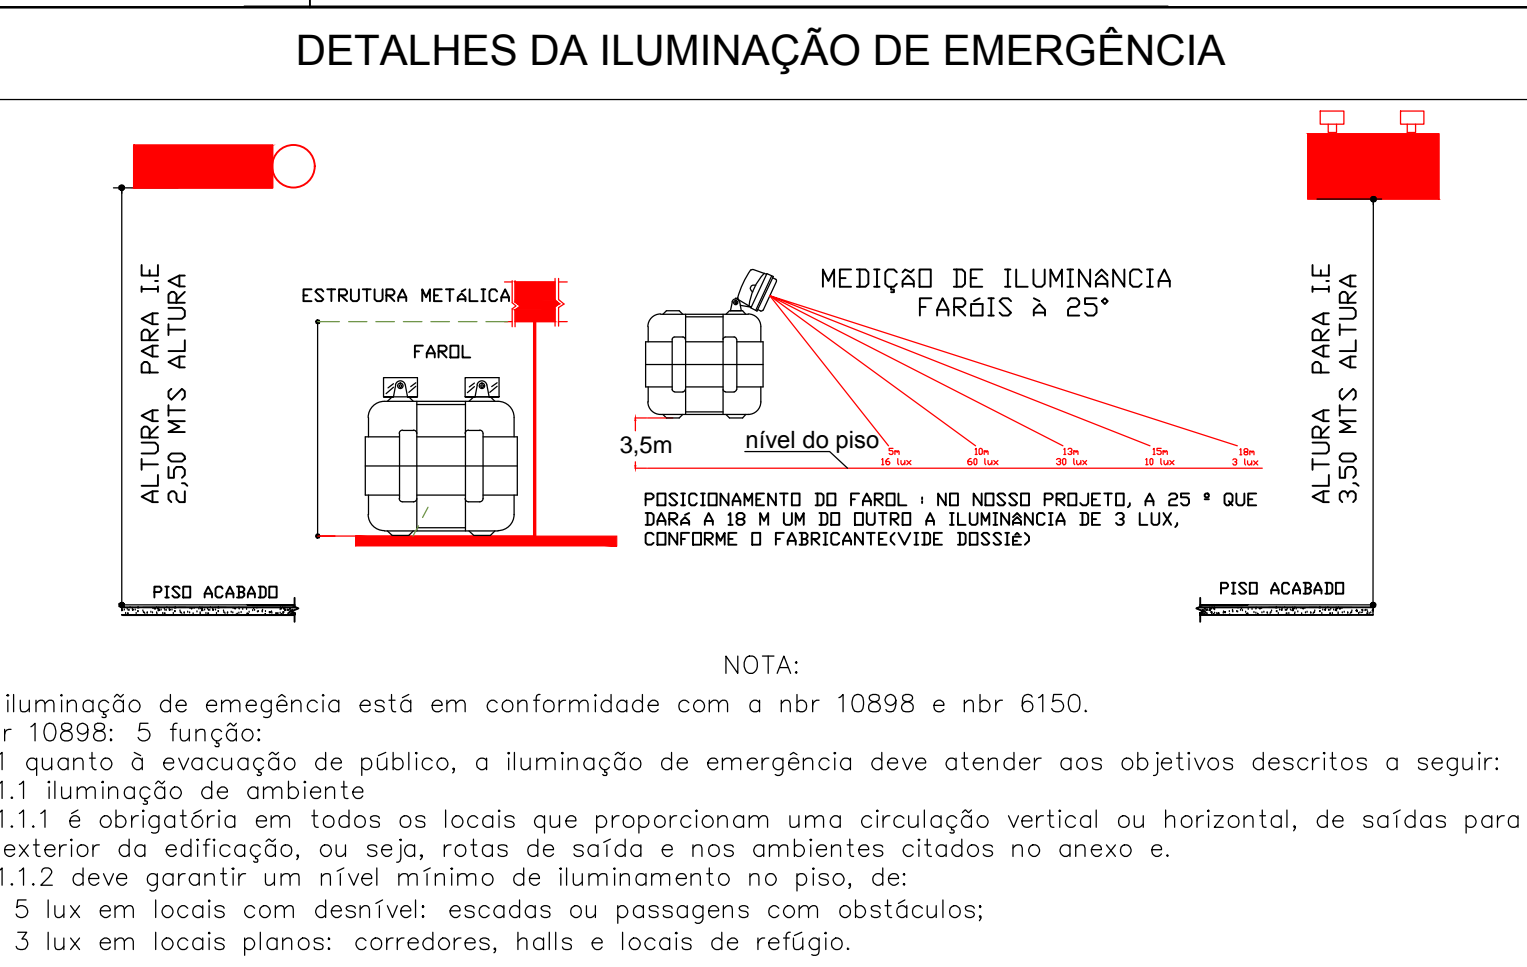 DETALHES DA ILUMINAÇÃO DE EMERGÊNCIA
ALTURA PARA I.E
2,50 MTS ALTURA
ESTRUTURA METÁLICA
FAROL
MEDIÇÃO DE ILUMINÂNCIA
FARÓIS À 25°
3,5m
nível do piso
5m
16 lux
10m
60 lux
13m
30 lux
15m
10 lux
18m
3 lux
POSICIONAMENTO DO FAROL : NO NOSSO PROJETO, A 25 º QUE
DARÁ A 18 M UM DO OUTRO A ILUMINÂNCIA DE 3 LUX,
CONFORME O FABRICANTE(VIDE DOSSIÊ)
ALTURA PARA I.E
3,50 MTS ALTURA
PISO ACABADO
PISO ACABADO
NOTA:
iluminação de emegência está em conformidade com a nbr 10898 e nbr 6150.
r 10898: 5 função:
1 quanto à evacuação de público, a iluminação de emergência deve atender aos objetivos descritos a seguir:
1.1 iluminação de ambiente
1.1.1 é obrigatória em todos os locais que proporcionam uma circulação vertical ou horizontal, de saídas para
exterior da edificação, ou seja, rotas de saída e nos ambientes citados no anexo e.
1.1.2 deve garantir um nível mínimo de iluminamento no piso, de:
5 lux em locais com desnível: escadas ou passagens com obstáculos;
3 lux em locais planos: corredores, halls e locais de refúgio.